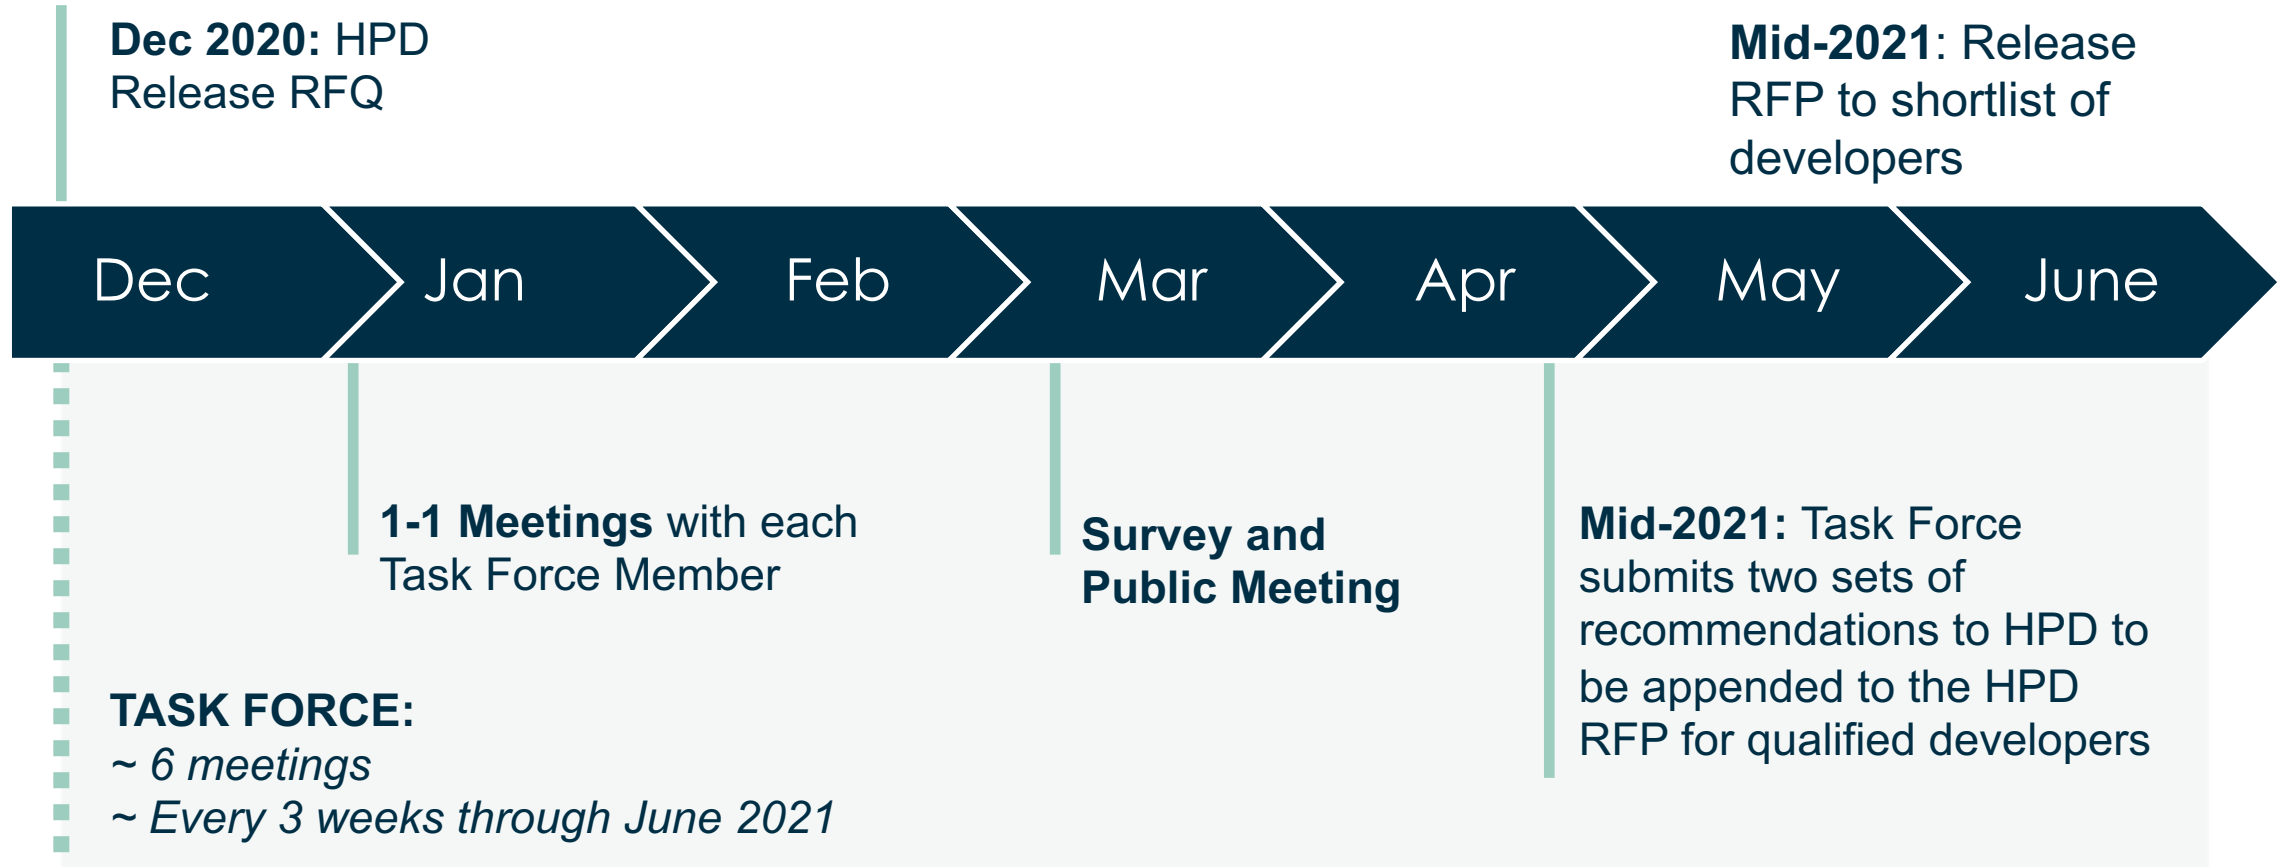 Dec 2020: HPD
Release RFQ
Mid-2021: Release
RFP to shortlist of
developers
Dec
Jan
Feb
Mar
Apr
May
June
1-1 Meetings with each
Task Force Member
Survey and
Public Meeting
Mid-2021: Task Force
submits two sets of
recommendations to HPD to
be appended to the HPD
RFP for qualified developers
TASK FORCE:
~ 6 meetings
~ Every 3 weeks through June 2021